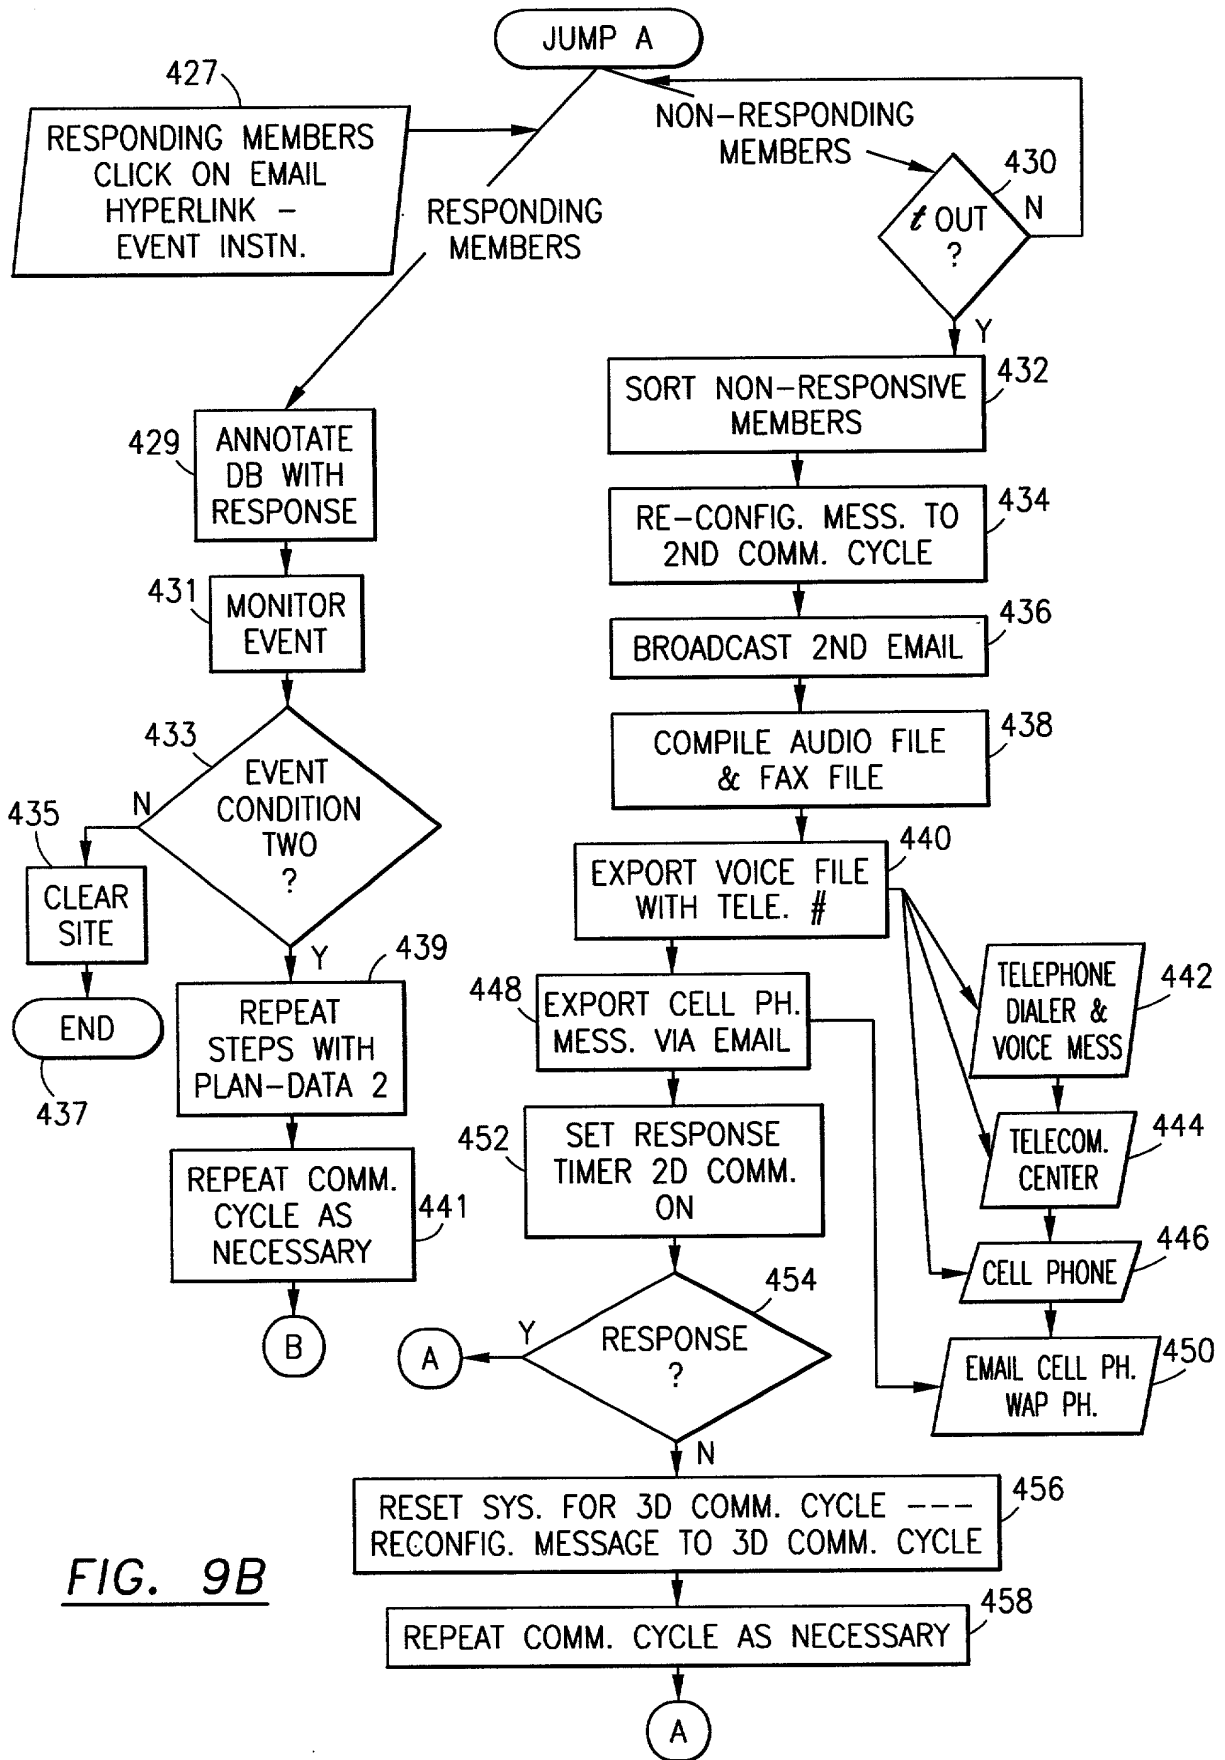 JUMP A
427
RESPONDING MEMBERS
CLICK ON EMAIL
HYPERLINK –
EVENT INSTN.
NON–RESPONDING
MEMBERS
RESPONDING
MEMBERS
430
t OUT
?
N
Y
SORT NON–RESPONSIVE
MEMBERS
432
429
ANNOTATE
DB WITH
RESPONSE
RE–CONFIG. MESS. TO
2ND COMM. CYCLE
434
431
MONITOR
EVENT
BROADCAST 2ND EMAIL
436
433
EVENT
CONDITION
TWO
?
N
Y
COMPILE AUDIO FILE
& FAX FILE
438
435
CLEAR
SITE
END
437
EXPORT VOICE FILE
WITH TELE. #
440
439
REPEAT
STEPS WITH
PLAN–DATA 2
448
EXPORT CELL PH.
MESS. VIA EMAIL
TELEPHONE
DIALER &
VOICE MESS
442
REPEAT COMM.
CYCLE AS
NECESSARY
441
B
452
SET RESPONSE
TIMER 2D COMM.
ON
TELECOM.
CENTER
444
CELL PHONE
446
454
RESPONSE
?
Y
A
N
EMAIL CELL PH.
WAP PH.
450
RESET SYS. FOR 3D COMM. CYCLE –––
RECONFIG. MESSAGE TO 3D COMM. CYCLE
456
REPEAT COMM. CYCLE AS NECESSARY
458
A
FIG. 9B